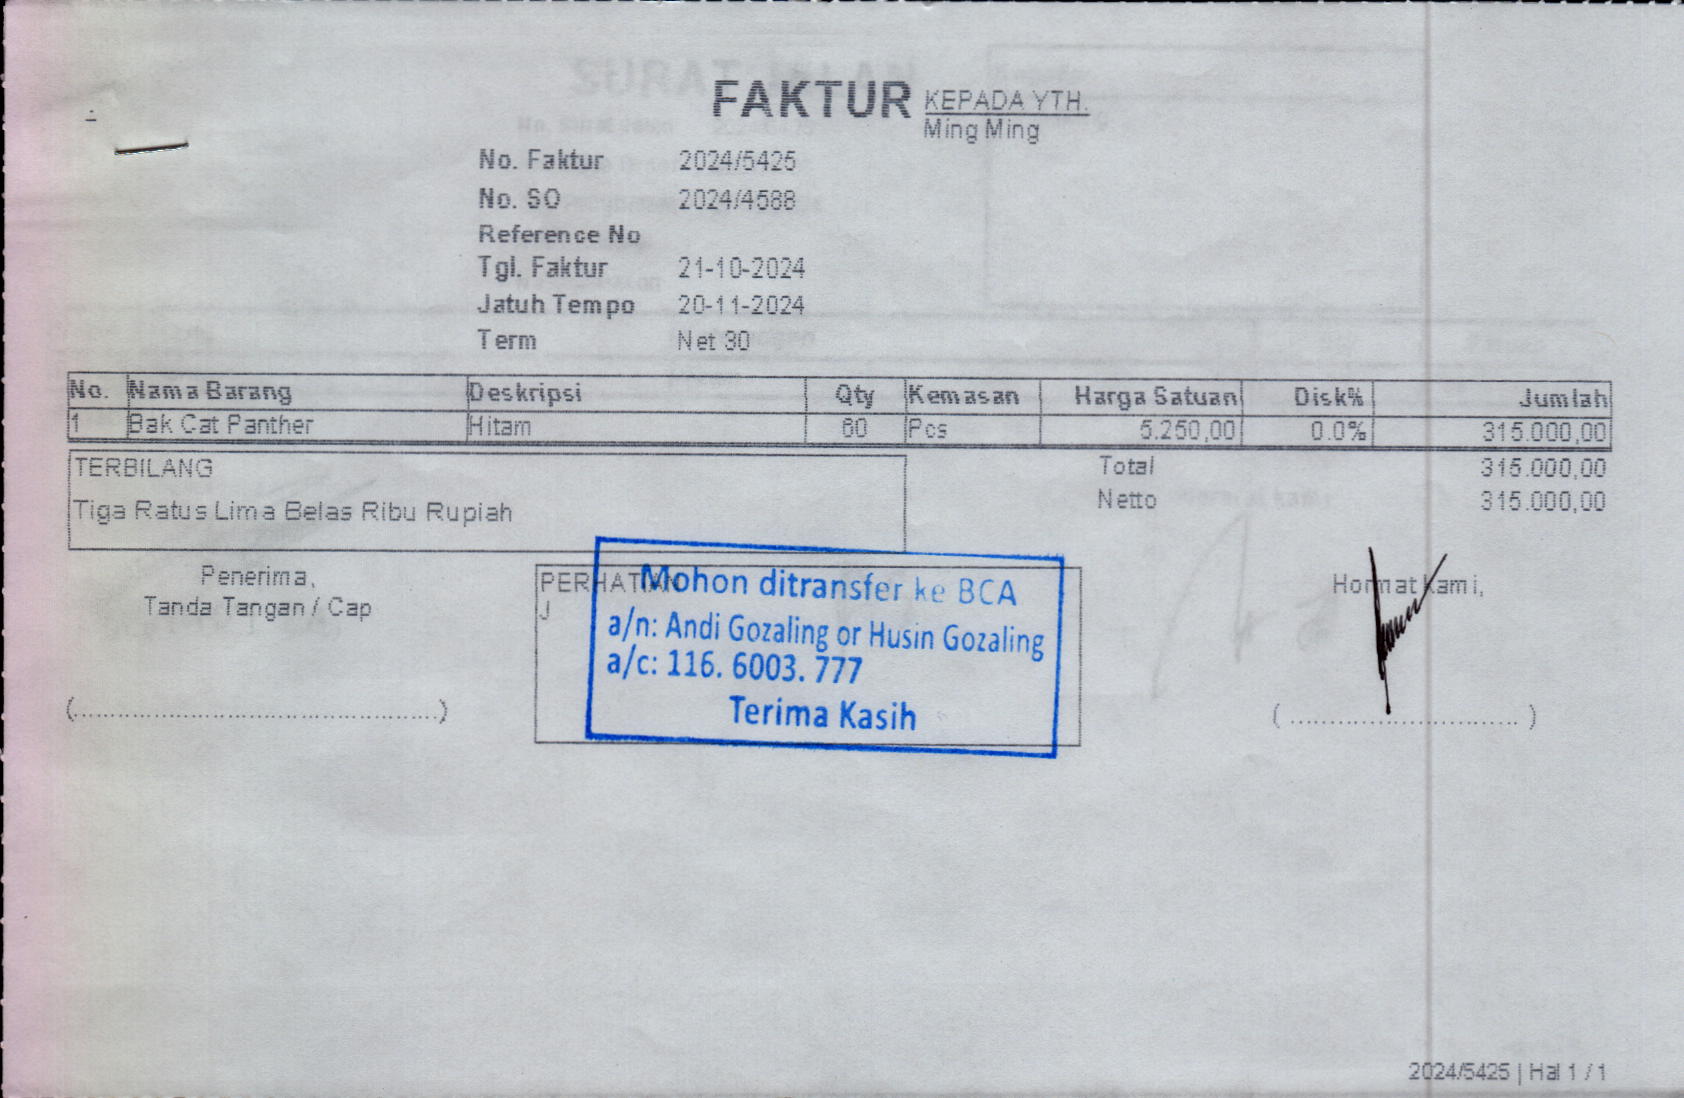 FAKTUR
KEPADA YTH.
Ming Ming
No. Faktur 2024/5425
No. SO 2024/4588
Reference No
Tgl. Faktur 21-10-2024
Jatuh Tempo 20-11-2024
Term Net 30
No. Nama Barang Deskripsi Qty Kemasan Harga Satuan Disk% Jumlah
1 Bak Cat Panther Hitam 60 Pcs 5.250,00 0.0% 315.000,00
TERBILANG
Tiga Ratus Lima Belas Ribu Rupiah
Total 315.000,00
Netto 315.000,00
Penerima,
Tanda Tangan / Cap
(.............................................)
PERHATIAN
J
Mohon ditransfer ke BCA
a/n: Andi Gozaling or Husin Gozaling
a/c: 116. 6003. 777
Terima Kasih
Hormat Kami,
( ............................ )
2024/5425 | Hal 1 / 1